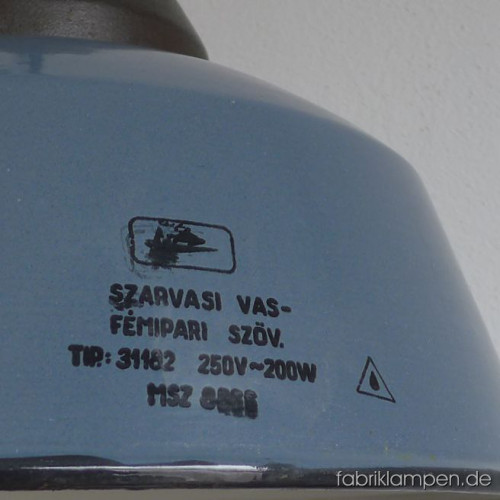 SZARVASI VAS-
FÉMIPARI SZÖV.
TIP.: 31182 250V~200W
MSZ
fabriklampen.de